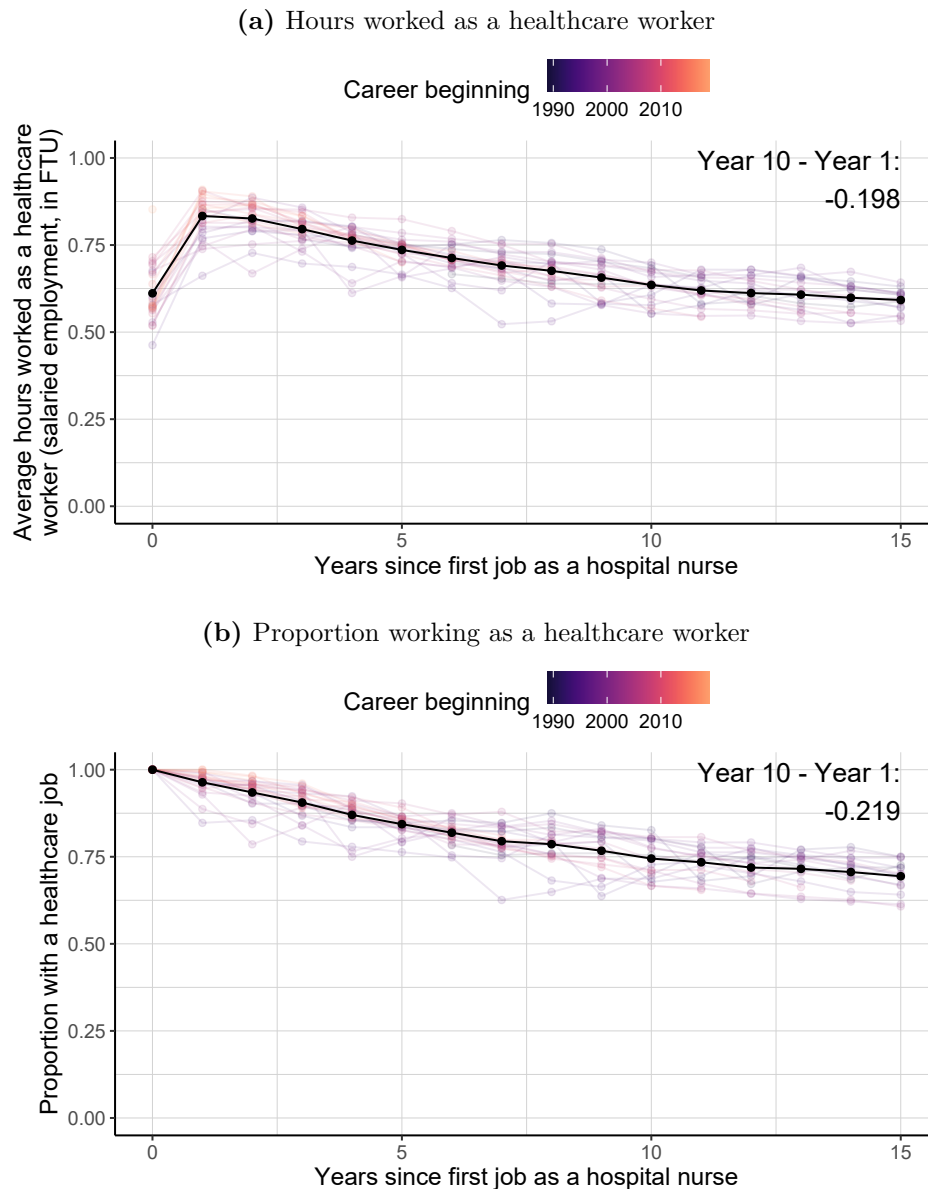 (a) Hours worked as a healthcare worker
Career beginning
1990 2000 2010
Average hours worked as a healthcare
worker (salaried employment, in FTU)
1.00
0.75
0.50
0.25
0.00
Year 10 - Year 1:
-0.198
0 5 10 15
Years since first job as a hospital nurse
(b) Proportion working as a healthcare worker
Career beginning
1990 2000 2010
Proportion with a healthcare job
1.00
0.75
0.50
0.25
0.00
Year 10 - Year 1:
-0.219
0 5 10 15
Years since first job as a hospital nurse